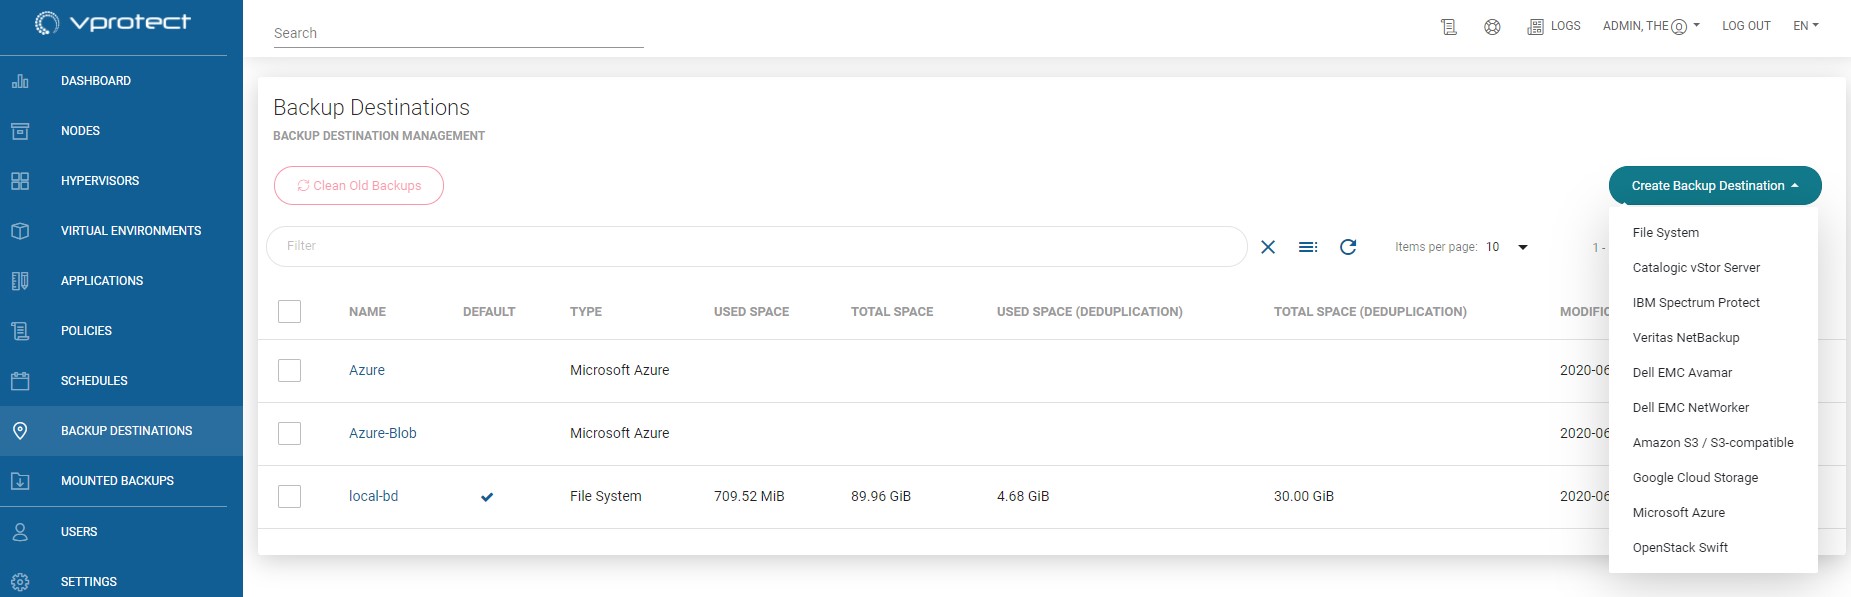 vprotect
DASHBOARD
NODES
HYPERVISORS
VIRTUAL ENVIRONMENTS
APPLICATIONS
POLICIES
SCHEDULES
BACKUP DESTINATIONS
MOUNTED BACKUPS
USERS
SETTINGS
Search
LOGS
ADMIN, THE
LOG OUT
EN
Backup Destinations
BACKUP DESTINATION MANAGEMENT
Clean Old Backups
Create Backup Destination
Filter
Items per page: 10
1 -
NAME DEFAULT TYPE USED SPACE TOTAL SPACE USED SPACE (DEDUPLICATION) TOTAL SPACE (DEDUPLICATION) MODIFIC
Azure Microsoft Azure 2020-06
Azure-Blob Microsoft Azure 2020-06
local-bd File System 709.52 MiB 89.96 GiB 4.68 GiB 30.00 GiB 2020-06
File System
Catalogic vStor Server
IBM Spectrum Protect
Veritas NetBackup
Dell EMC Avamar
Dell EMC NetWorker
Amazon S3 / S3-compatible
Google Cloud Storage
Microsoft Azure
OpenStack Swift